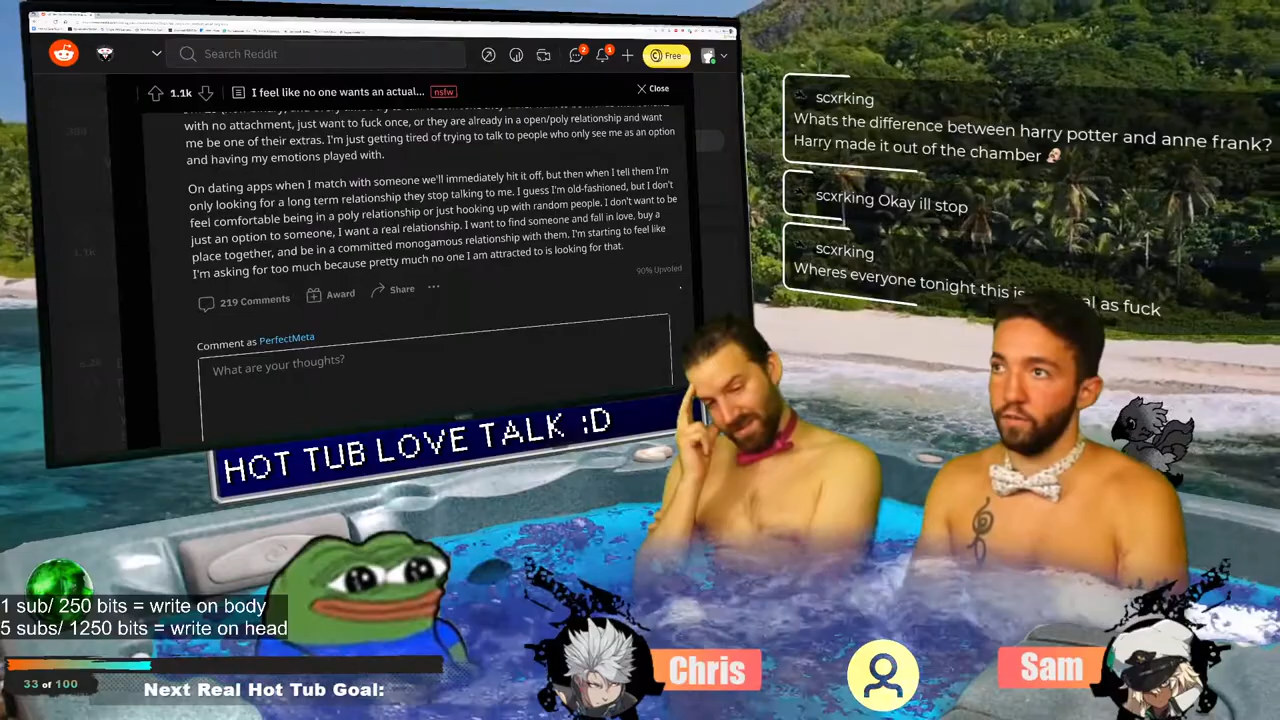 Search Reddit
2
1
Free
1.1k
I feel like no one wants an actual...
nsfw
Close
with no attachment, just want to fuck once, or they are already in a open/poly relationship and want
me be one of their extras. I'm just getting tired of trying to talk to people who only see me as an option
and having my emotions played with.
On dating apps when I match with someone we'll immediately hit it off, but then when I tell them I'm
only looking for a long term relationship they stop talking to me. I guess I'm old-fashioned, but I don't
feel comfortable being in a poly relationship or just hooking up with random people. I don't want to be
just an option to someone, I want a real relationship. I want to find someone and fall in love, buy a
place together, and be in a committed monogamous relationship with them. I'm starting to feel like
I'm asking for too much because pretty much no one I am attracted to is looking for that.
90% Upvoted
219 Comments
Award
Share
Comment as PerfectMeta
What are your thoughts?
HOT TUB LOVE TALK :D
scxrking
Whats the difference between harry potter and anne frank?
Harry made it out of the chamber
scxrking Okay ill stop
scxrking
Wheres everyone tonight this is al as fuck
1 sub/ 250 bits = write on body
5 subs/ 1250 bits = write on head
33 of 100
Next Real Hot Tub Goal:
Chris
Sam